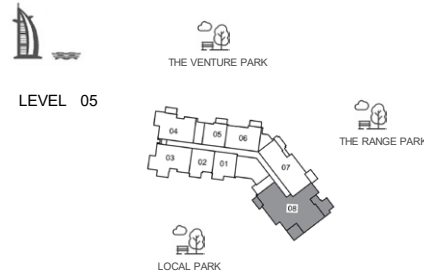 THE VENTURE PARK
LEVEL 05
THE RANGE PARK
04
05
06
03
02
01
07
08
LOCAL PARK